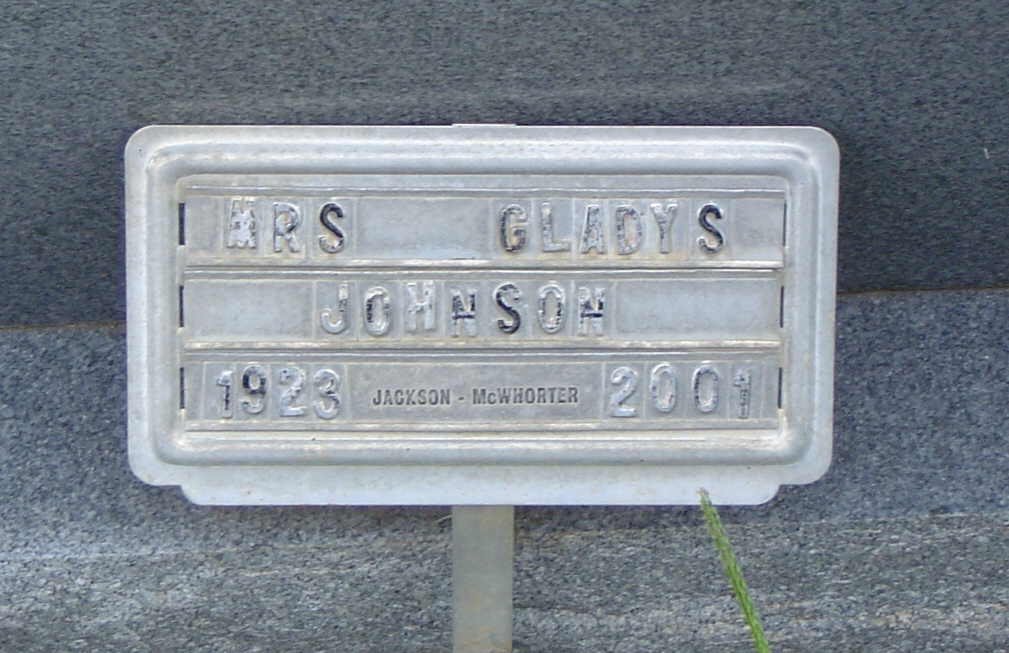 MRS GLADYS
JOHNSON
1923 JACKSON - McWHORTER 2001